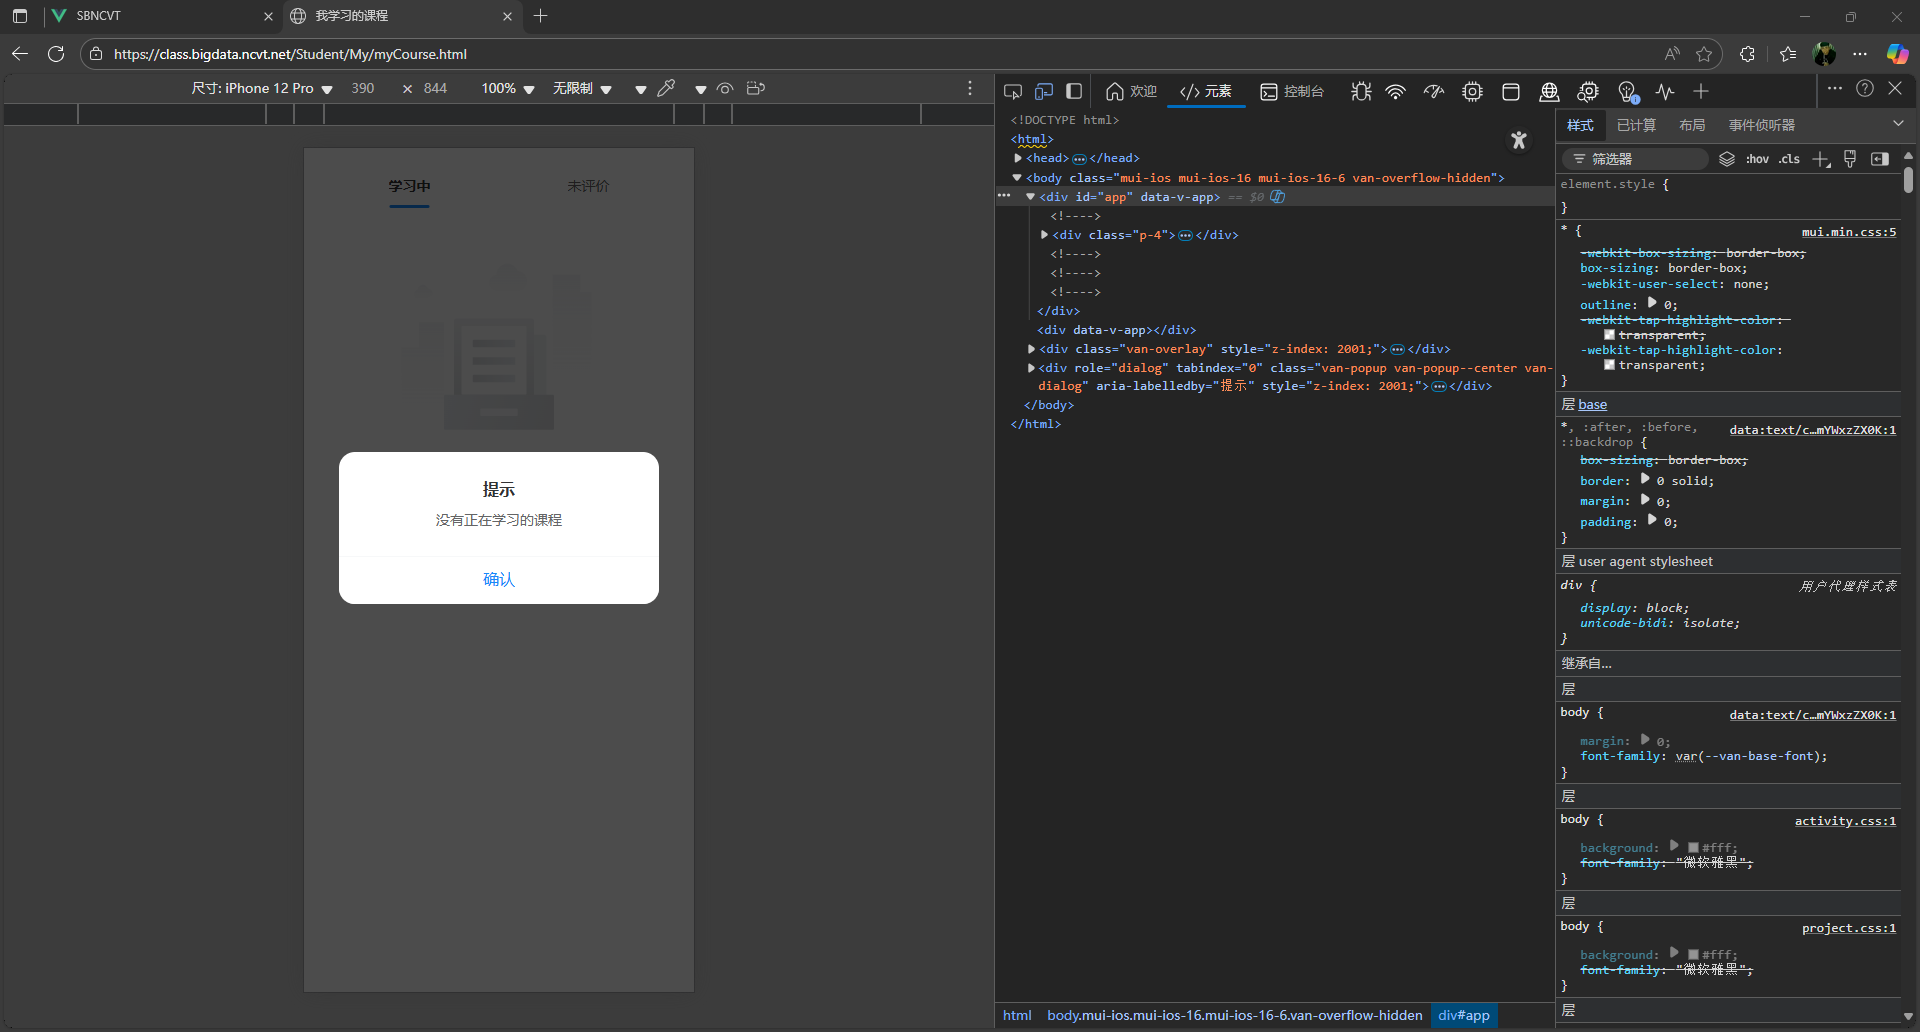 SBNCVT
我学习的课程
https://class.bigdata.ncvt.net/Student/My/myCourse.html
尺寸: iPhone 12 Pro 390 × 844 100% 无限制
欢迎 元素 控制台
学习中 未评价
提示
没有正在学习的课程
确认
<!DOCTYPE html>
<html>
<head>•••</head>
<body class="mui-ios mui-ios-16 mui-ios-16-6 van-overflow-hidden">
<div id="app" data-v-app> == $0
<!---->
<div class="p-4">•••</div>
<!---->
<!---->
<!---->
</div>
<div data-v-app></div>
<div class="van-overlay" style="z-index: 2001;">•••</div>
<div role="dialog" tabindex="0" class="van-popup van-popup--center van-
dialog" aria-labelledby="提示" style="z-index: 2001;">•••</div>
</body>
</html>
html body.mui-ios.mui-ios-16.mui-ios-16-6.van-overflow-hidden div#app
样式 已计算 布局 事件侦听器
筛选器 :hov .cls
element.style {
}
* { mui.min.css:5
-webkit-box-sizing: border-box;
box-sizing: border-box;
-webkit-user-select: none;
outline: 0;
-webkit-tap-highlight-color:
transparent;
-webkit-tap-highlight-color:
transparent;
}
层 base
*, :after, :before, data:text/c…mYWxzZX0K:1
::backdrop {
box-sizing: border-box;
border: 0 solid;
margin: 0;
padding: 0;
}
层 user agent stylesheet
div { 用户代理样式表
display: block;
unicode-bidi: isolate;
}
继承自...
层
body { data:text/c…mYWxzZX0K:1
margin: 0;
font-family: var(--van-base-font);
}
层
body { activity.css:1
background: #fff;
font-family: "微软雅黑";
}
层
body { project.css:1
background: #fff;
font-family: "微软雅黑";
}
层